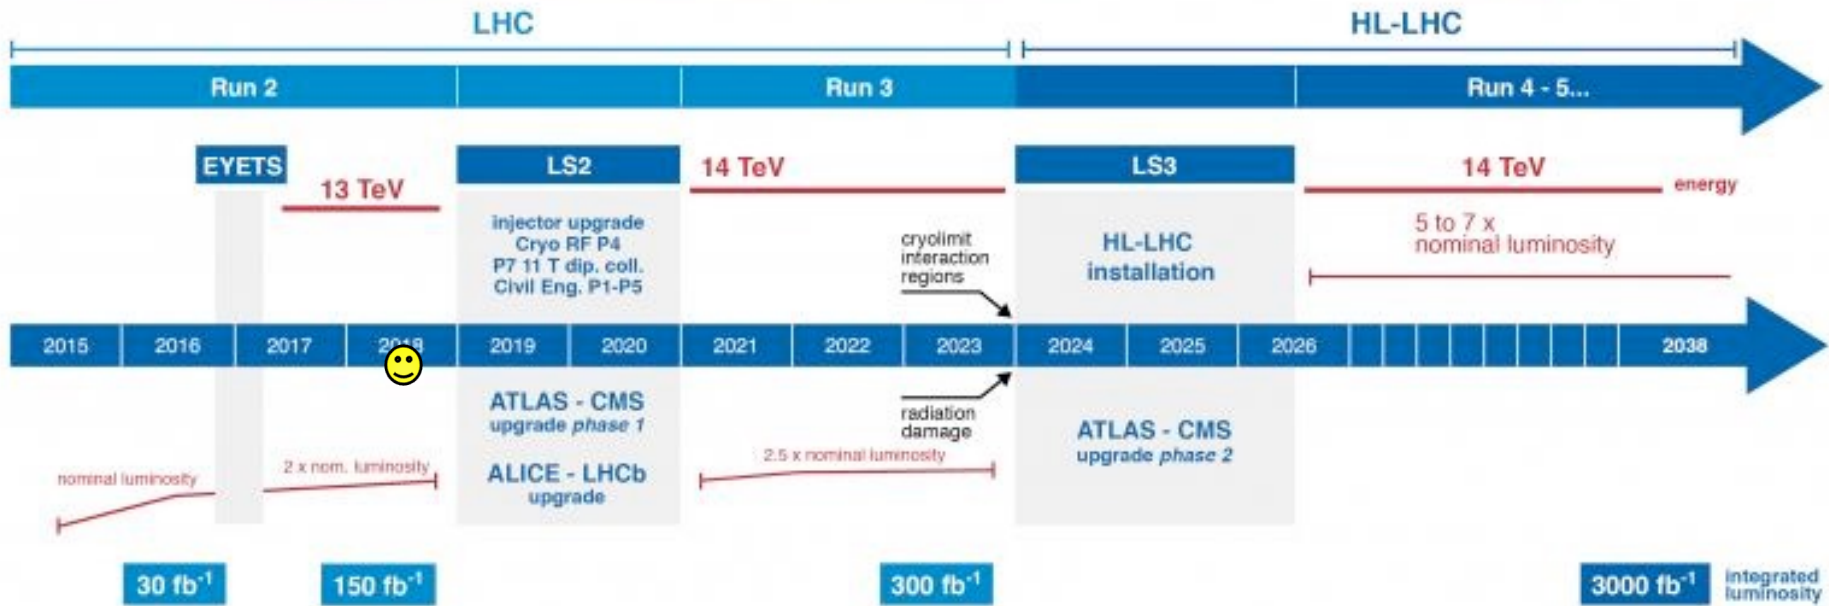 LHC
HL-LHC
Run 2
Run 3
Run 4 - 5...
EYETS
13 TeV
LS2
14 TeV
LS3
14 TeV
energy
injector upgrade
Cryo RF P4
P7 11 T dip. coll.
Civil Eng. P1-P5
cryolimit
interaction
regions
HL-LHC
installation
5 to 7 x
nominal luminosity
2015
2016
2017
2018
2019
2020
2021
2022
2023
2024
2025
2026
2038
ATLAS - CMS
upgrade phase 1
ALICE - LHCb
upgrade
radiation
damage
ATLAS - CMS
upgrade phase 2
nominal luminosity
2 x nom. luminosity
2.5 x nominal luminosity
30 fb⁻¹
150 fb⁻¹
300 fb⁻¹
3000 fb⁻¹
integrated
luminosity